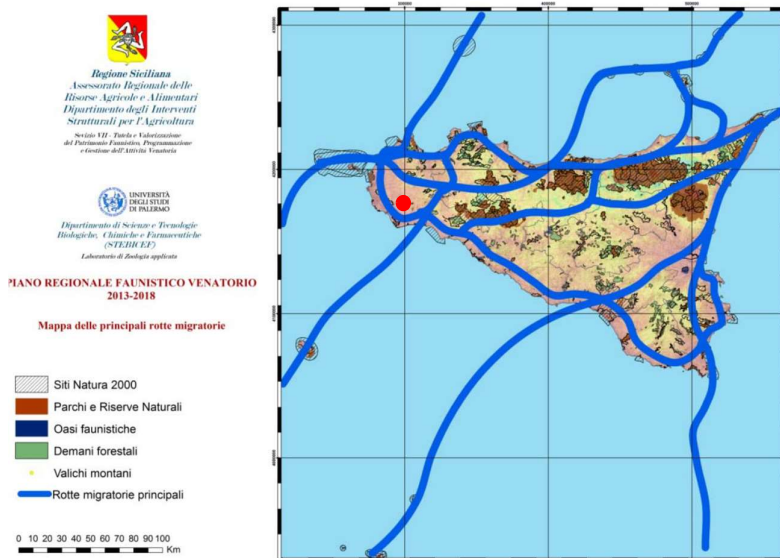 Regione Siciliana
Assessorato Regionale delle
Risorse Agricole e Alimentari
Dipartimento degli Interventi
Strutturali per l'Agricoltura
Sevizio VII - Tutela e Valorizzazione
del Patrimonio Faunistico, Programmazione
e Gestione dell'Attività Venatoria
UNIVERSITÀ
DEGLI STUDI
DI PALERMO
Dipartimento di Scienze e Tecnologie
Biologiche, Chimiche e Farmaceutiche
(STEBICEF)
Laboratorio di Zoologia applicata
PIANO REGIONALE FAUNISTICO VENATORIO
2013-2018
Mappa delle principali rotte migratorie
Siti Natura 2000
Parchi e Riserve Naturali
Oasi faunistiche
Demani forestali
Valichi montani
Rotte migratorie principali
0 10 20 30 40 50 60 70 80 90 100
Km